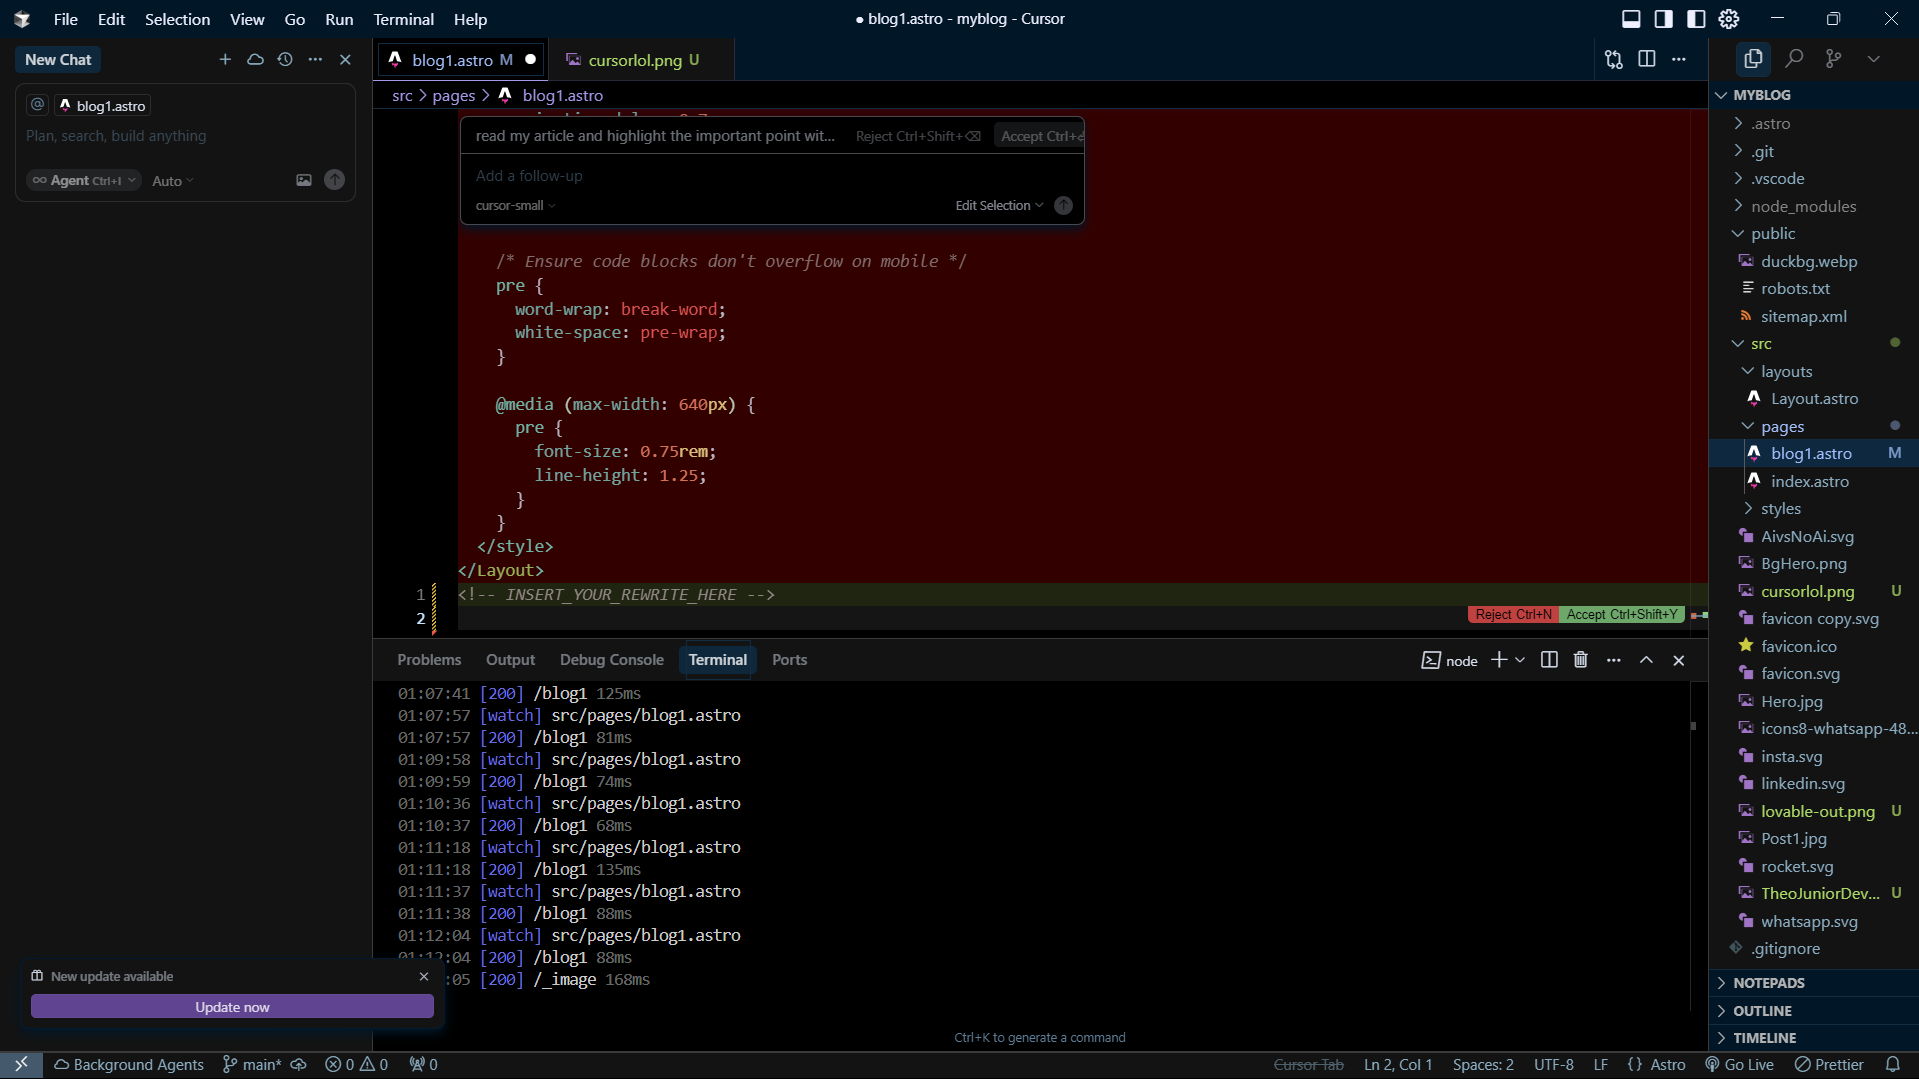 File Edit Selection View Go Run Terminal Help
● blog1.astro - myblog - Cursor
New Chat
@ blog1.astro
Plan, search, build anything
∞ Agent Ctrl+I Auto
New update available
Update now
blog1.astro M
cursorlol.png U
src > pages > blog1.astro
read my article and highlight the important point wit... Reject Ctrl+Shift+⌫ Accept Ctrl+⏎
Add a follow-up
cursor-small Edit Selection
/* Ensure code blocks don't overflow on mobile */
pre {
word-wrap: break-word;
white-space: pre-wrap;
}
@media (max-width: 640px) {
pre {
font-size: 0.75rem;
line-height: 1.25;
}
}
</style>
</Layout>
1 <!-- INSERT_YOUR_REWRITE_HERE -->
2
Reject Ctrl+N Accept Ctrl+Shift+Y
Problems Output Debug Console Terminal Ports
node
01:07:41 [200] /blog1 125ms
01:07:57 [watch] src/pages/blog1.astro
01:07:57 [200] /blog1 81ms
01:09:58 [watch] src/pages/blog1.astro
01:09:59 [200] /blog1 74ms
01:10:36 [watch] src/pages/blog1.astro
01:10:37 [200] /blog1 68ms
01:11:18 [watch] src/pages/blog1.astro
01:11:18 [200] /blog1 135ms
01:11:37 [watch] src/pages/blog1.astro
01:11:38 [200] /blog1 88ms
01:12:04 [watch] src/pages/blog1.astro
:04 [200] /blog1 88ms
:05 [200] /_image 168ms
Ctrl+K to generate a command
MYBLOG
.astro
.git
.vscode
node_modules
public
duckbg.webp
robots.txt
sitemap.xml
src
layouts
Layout.astro
pages
blog1.astro M
index.astro
styles
AivsNoAi.svg
BgHero.png
cursorlol.png U
favicon copy.svg
favicon.ico
favicon.svg
Hero.jpg
icons8-whatsapp-48...
insta.svg
linkedin.svg
lovable-out.png U
Post1.jpg
rocket.svg
TheoJuniorDev... U
whatsapp.svg
.gitignore
NOTEPADS
OUTLINE
TIMELINE
Background Agents main* 0 0 0
Cursor Tab Ln 2, Col 1 Spaces: 2 UTF-8 LF {} Astro Go Live Prettier